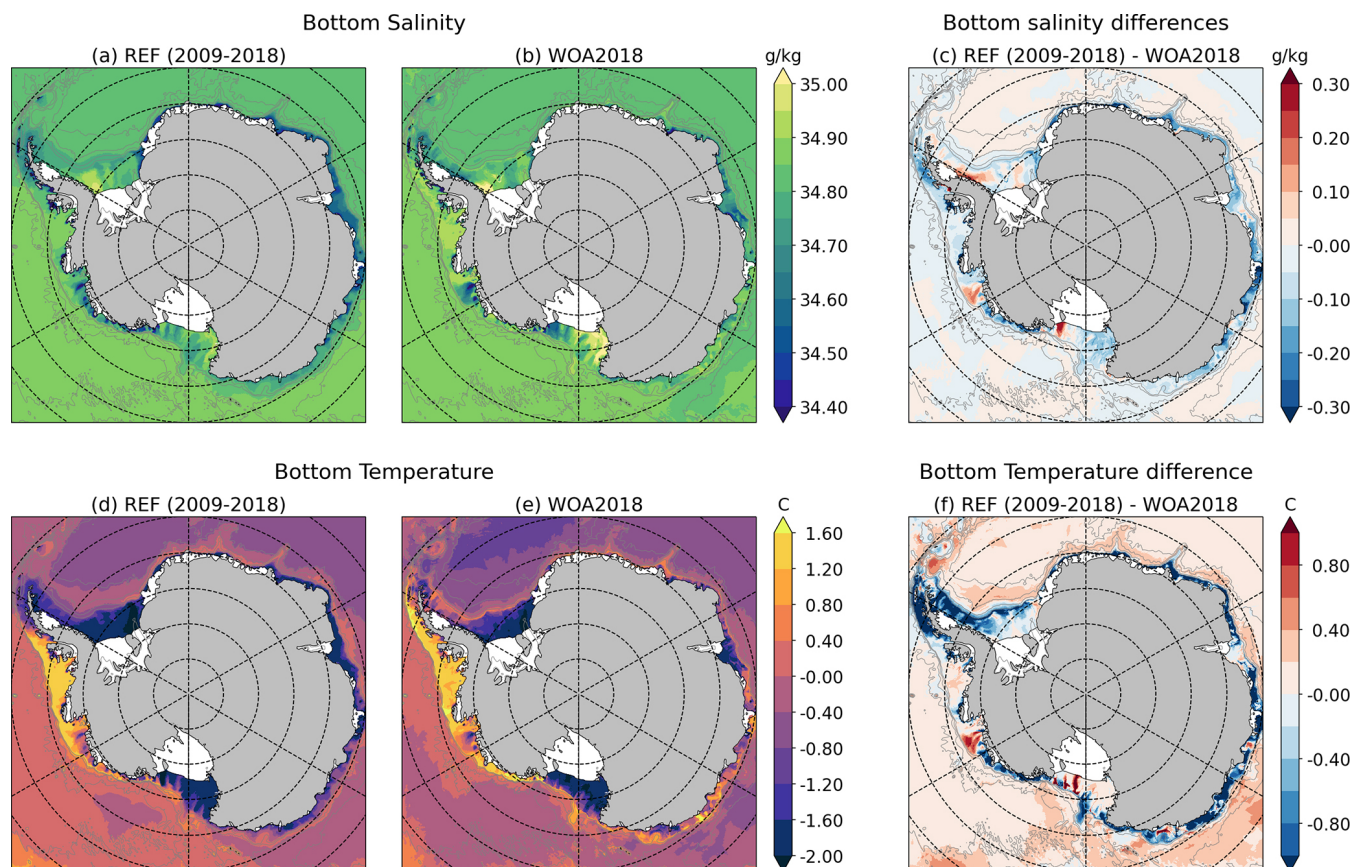 Bottom Salinity
Bottom salinity differences
(a) REF (2009-2018)
(b) WOA2018
g/kg
(c) REF (2009-2018) - WOA2018
g/kg
35.00
34.90
34.80
34.70
34.60
34.50
34.40
0.30
0.20
0.10
-0.00
-0.10
-0.20
-0.30
Bottom Temperature
Bottom Temperature difference
(d) REF (2009-2018)
(e) WOA2018
C
(f) REF (2009-2018) - WOA2018
C
1.60
1.20
0.80
0.40
-0.00
-0.40
-0.80
-1.20
-1.60
-2.00
0.80
0.40
-0.00
-0.40
-0.80